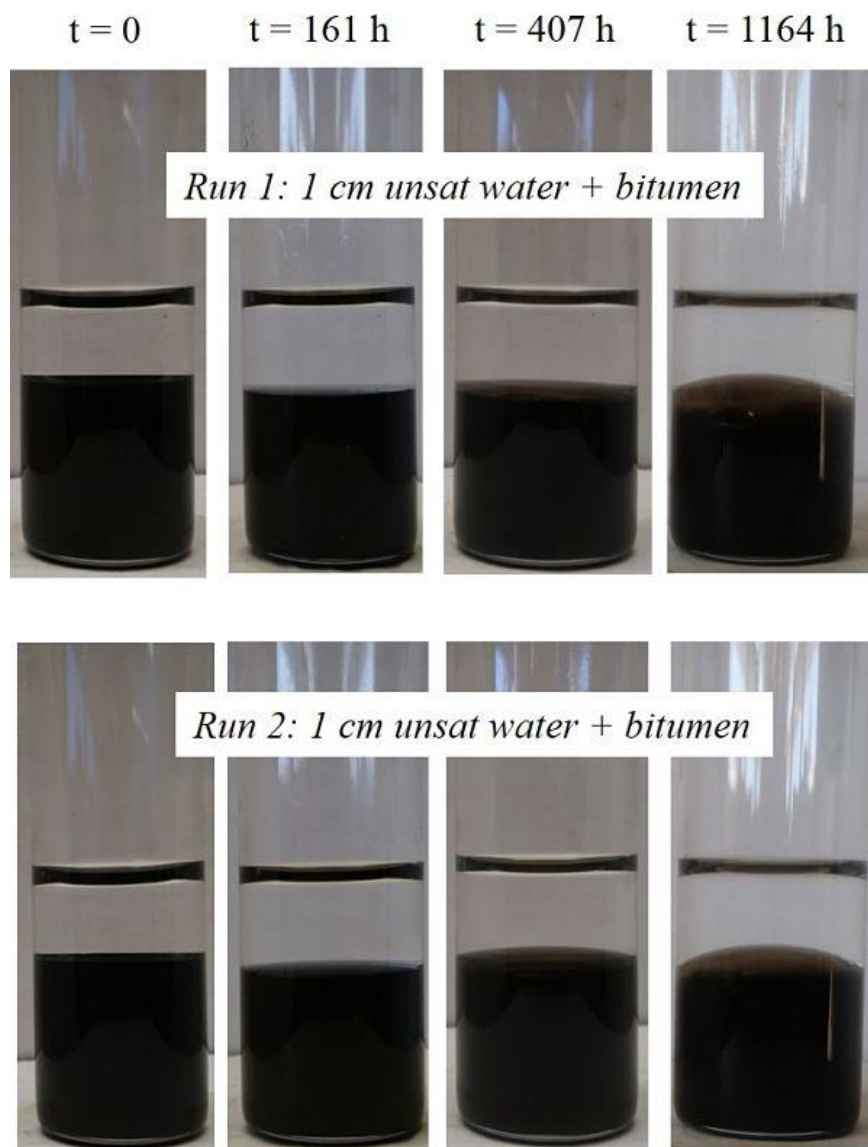 t = 0 t = 161 h t = 407 h t = 1164 h
Run 1: 1 cm unsat water + bitumen
Run 2: 1 cm unsat water + bitumen